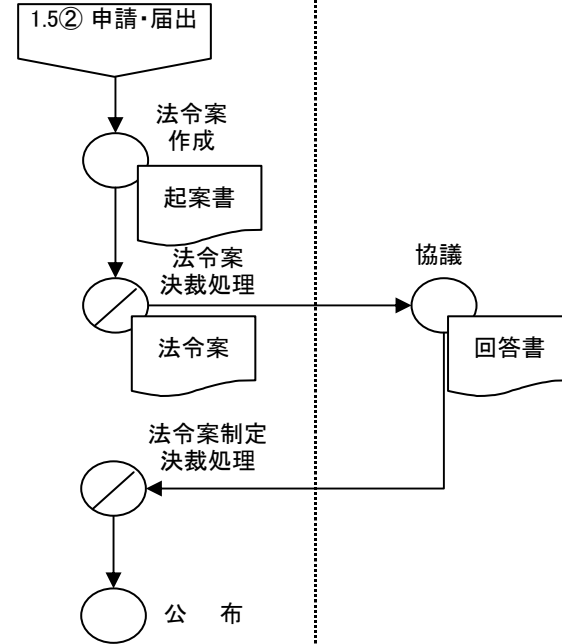 1.5② 申請・届出
法令案
作成
起案書
法令案
決裁処理
協議
法令案
回答書
法令案制定
決裁処理
公　布